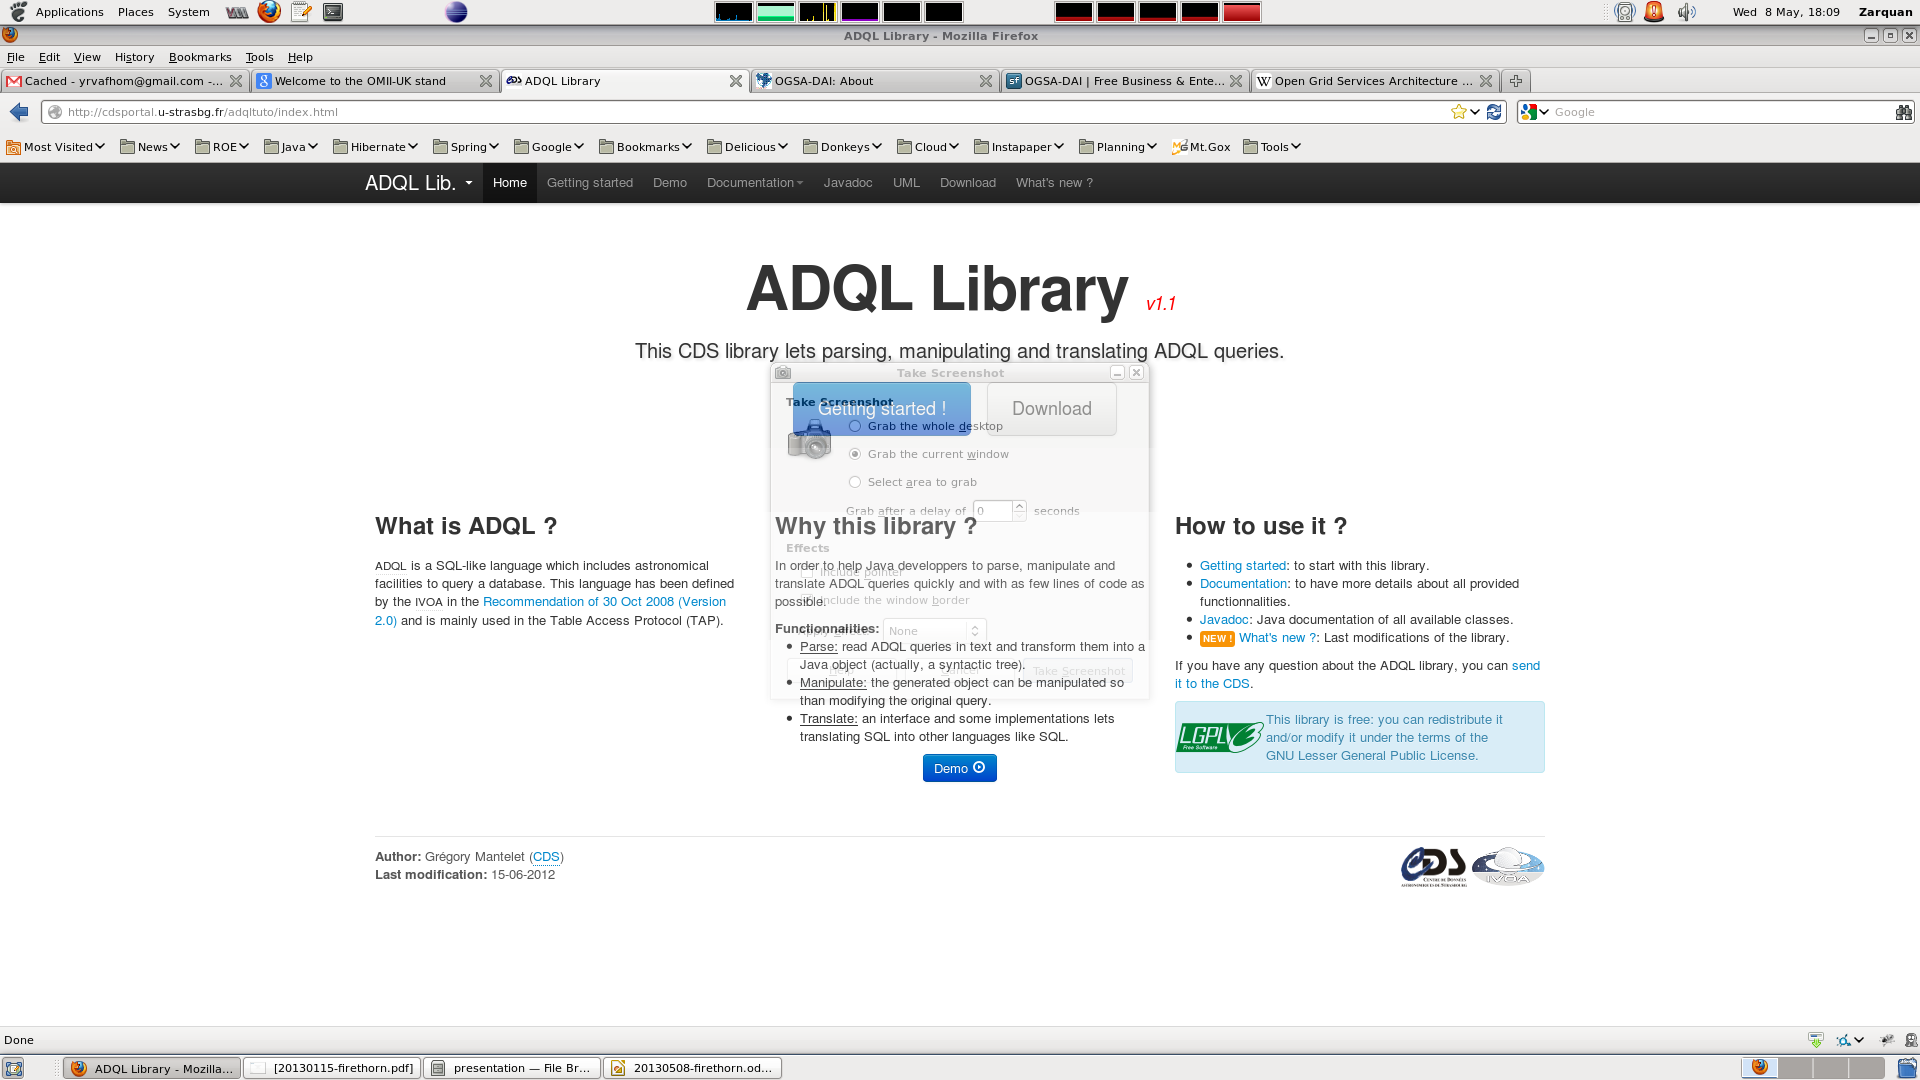 Applications Places System
Wed 8 May, 18:09 Zarquan
ADQL Library - Mozilla Firefox
File Edit View History Bookmarks Tools Help
Cached - yrvafhom@gmail.com -... Welcome to the OMII-UK stand ADQL Library OGSA-DAI: About OGSA-DAI | Free Business & Ente... Open Grid Services Architecture ...
http://cdsportal.u-strasbg.fr/adqltuto/index.html Google
Most Visited News ROE Java Hibernate Spring Google Bookmarks Delicious Donkeys Cloud Instapaper Planning Mt.Gox Tools
ADQL Lib. Home Getting started Demo Documentation Javadoc UML Download What's new ?
ADQL Library v1.1
This CDS library lets parsing, manipulating and translating ADQL queries.
Take Screenshot
Take Screenshot
Getting started ! Download
Grab the whole desktop
Grab the current window
Select area to grab
Grab after a delay of 0 seconds
Effects
Include pointer
Include the window border
None
Cancel
Take Screenshot
What is ADQL ?
ADQL is a SQL-like language which includes astronomical
facilities to query a database. This language has been defined
by the IVOA in the Recommendation of 30 Oct 2008 (Version
2.0) and is mainly used in the Table Access Protocol (TAP).
Why this library ?
In order to help Java developpers to parse, manipulate and
translate ADQL queries quickly and with as few lines of code as
possible.
Functionnalities:
Parse: read ADQL queries in text and transform them into a
Java object (actually, a syntactic tree).
Manipulate: the generated object can be manipulated so
than modifying the original query.
Translate: an interface and some implementations lets
translating SQL into other languages like SQL.
Demo
How to use it ?
Getting started: to start with this library.
Documentation: to have more details about all provided
functionnalities.
Javadoc: Java documentation of all available classes.
NEW ! What's new ?: Last modifications of the library.
If you have any question about the ADQL library, you can send
it to the CDS.
LGPLV3
Free Software
This library is free: you can redistribute it
and/or modify it under the terms of the
GNU Lesser General Public License.
Author: Grégory Mantelet (CDS)
Last modification: 15-06-2012
CDS
CENTRE DE DONNÉES
ASTRONOMIQUES DE STRASBOURG
IVOA
Done
ADQL Library - Mozilla... [20130115-firethorn.pdf] presentation — File Br... 20130508-firethorn.od...